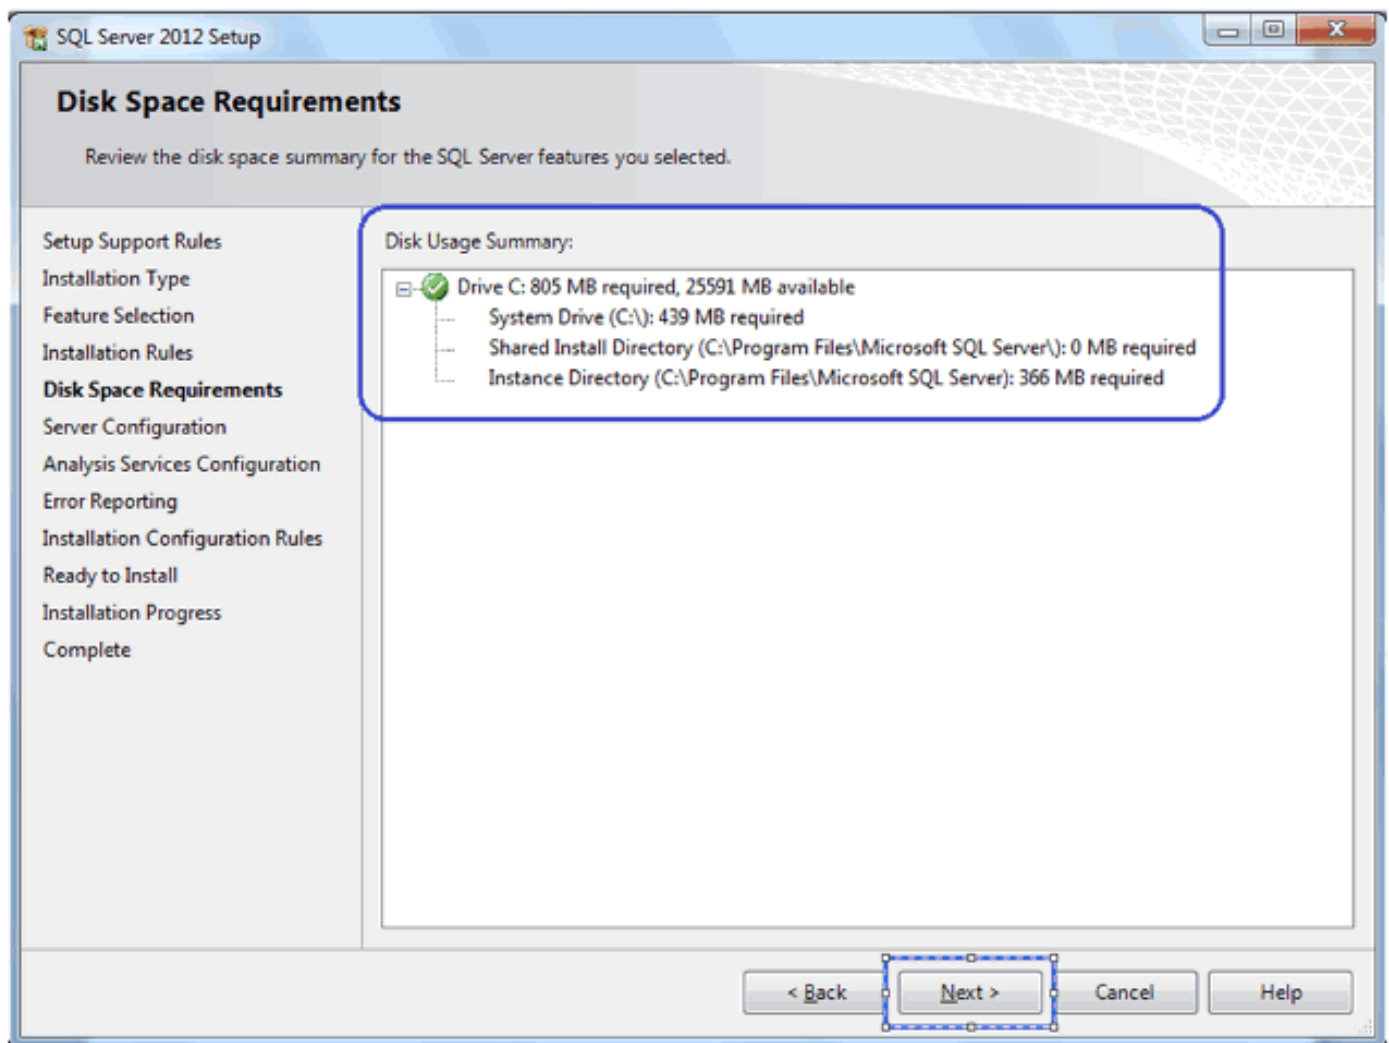 SQL Server 2012 Setup
Disk Space Requirements
Review the disk space summary for the SQL Server features you selected.
Setup Support Rules
Installation Type
Feature Selection
Installation Rules
Disk Space Requirements
Server Configuration
Analysis Services Configuration
Error Reporting
Installation Configuration Rules
Ready to Install
Installation Progress
Complete
Disk Usage Summary:
Drive C: 805 MB required, 25591 MB available
System Drive (C:\): 439 MB required
Shared Install Directory (C:\Program Files\Microsoft SQL Server\): 0 MB required
Instance Directory (C:\Program Files\Microsoft SQL Server): 366 MB required
< Back Next > Cancel Help